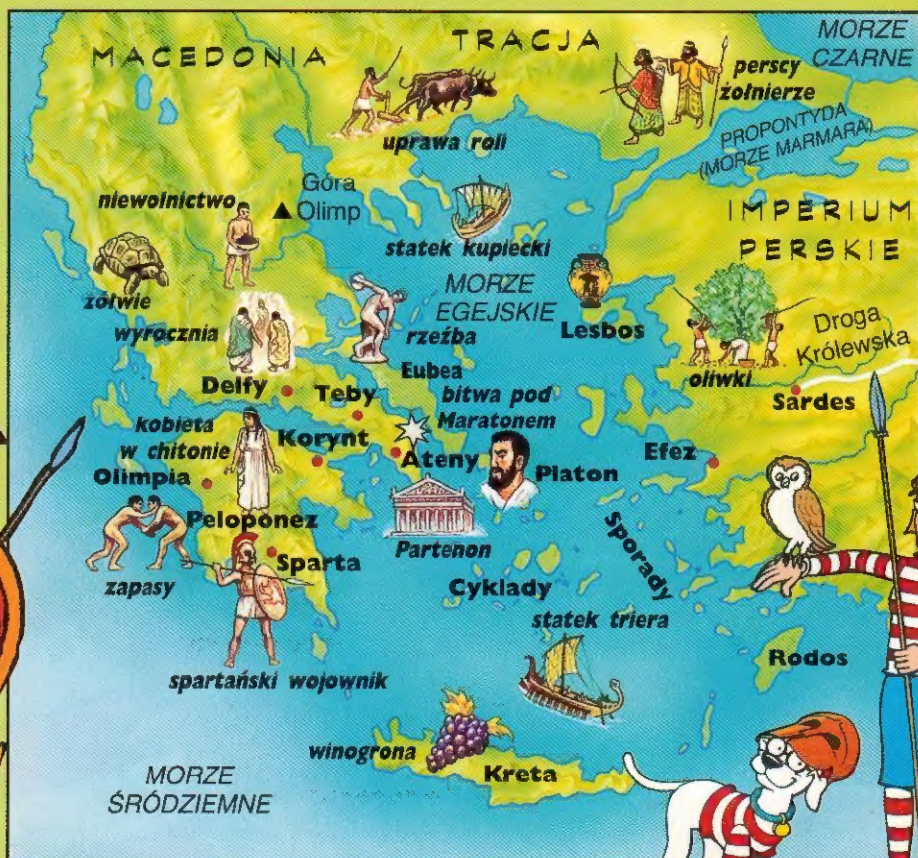 MACEDONIA
TRACJA
MORZE
CZARNE
perscy
żołnierze
PROPONTYDA
(MORZE MARMARA)
uprawa roli
niewolnictwo
Góra
▲ Olimp
statek kupiecki
IMPERIUM
PERSKIE
MORZE
EGEJSKIE
żółwie
wyrocznia
rzeźba
Lesbos
Droga
Królewska
oliwki
Eubea
Delfy
Teby
bitwa pod
Maratonem
Sardes
kobieta
w chitonie
Korynt
Ateny
Platon
Efez
Olimpia
Peloponez
Partenon
Sporady
Sparta
zapasy
Cyklady
statek triera
Rodos
spartański wojownik
winogrona
Kreta
MORZE
ŚRÓDZIEMNE